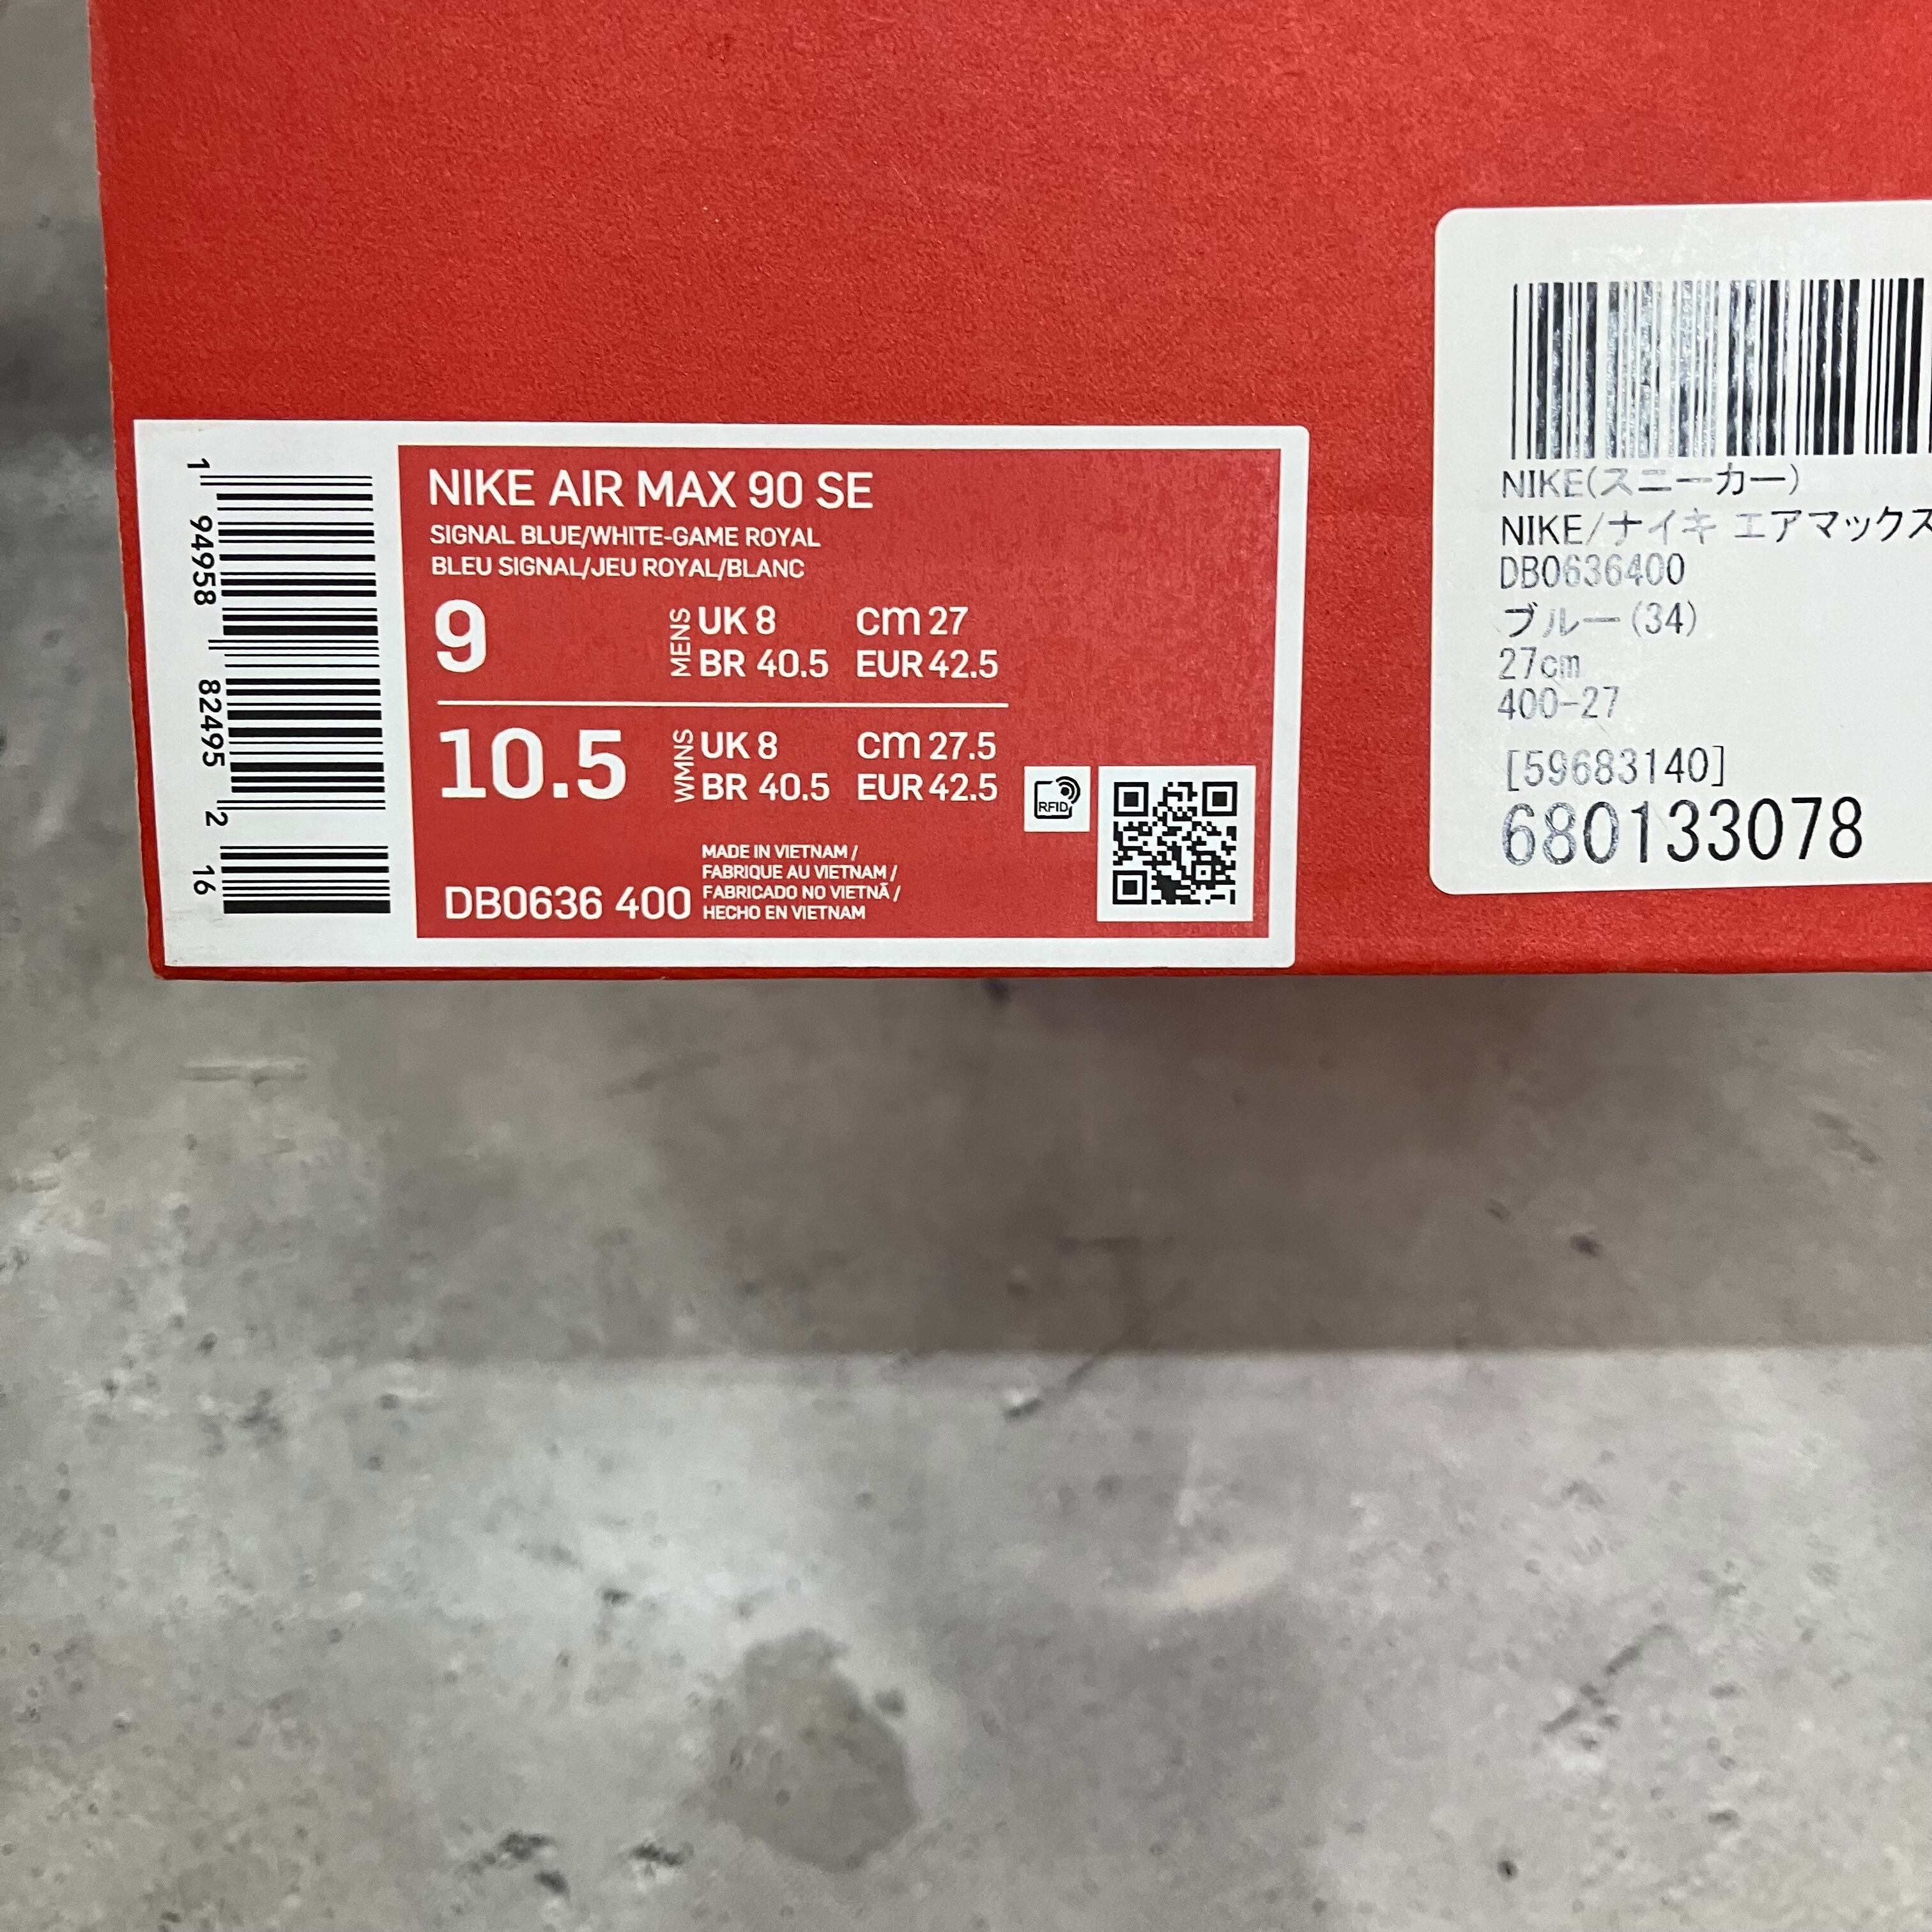 NIKE AIR MAX 90 SE
SIGNAL BLUE/WHITE-GAME ROYAL
BLEU SIGNAL/JEU ROYAL/BLANC
9
MENS
UK 8 cm 27
BR 40.5 EUR 42.5
10.5
WMNS
UK 8 cm 27.5
BR 40.5 EUR 42.5
RFID
DB0636 400
MADE IN VIETNAM /
FABRIQUE AU VIETNAM /
FABRICADO NO VIETNÃ /
HECHO EN VIETNAM
1 94958 82495 2 16
NIKE(スニーカー)
NIKE/ナイキ エアマックス
DB0636400
ブルー(34)
27cm
400-27
[59683140]
680133078